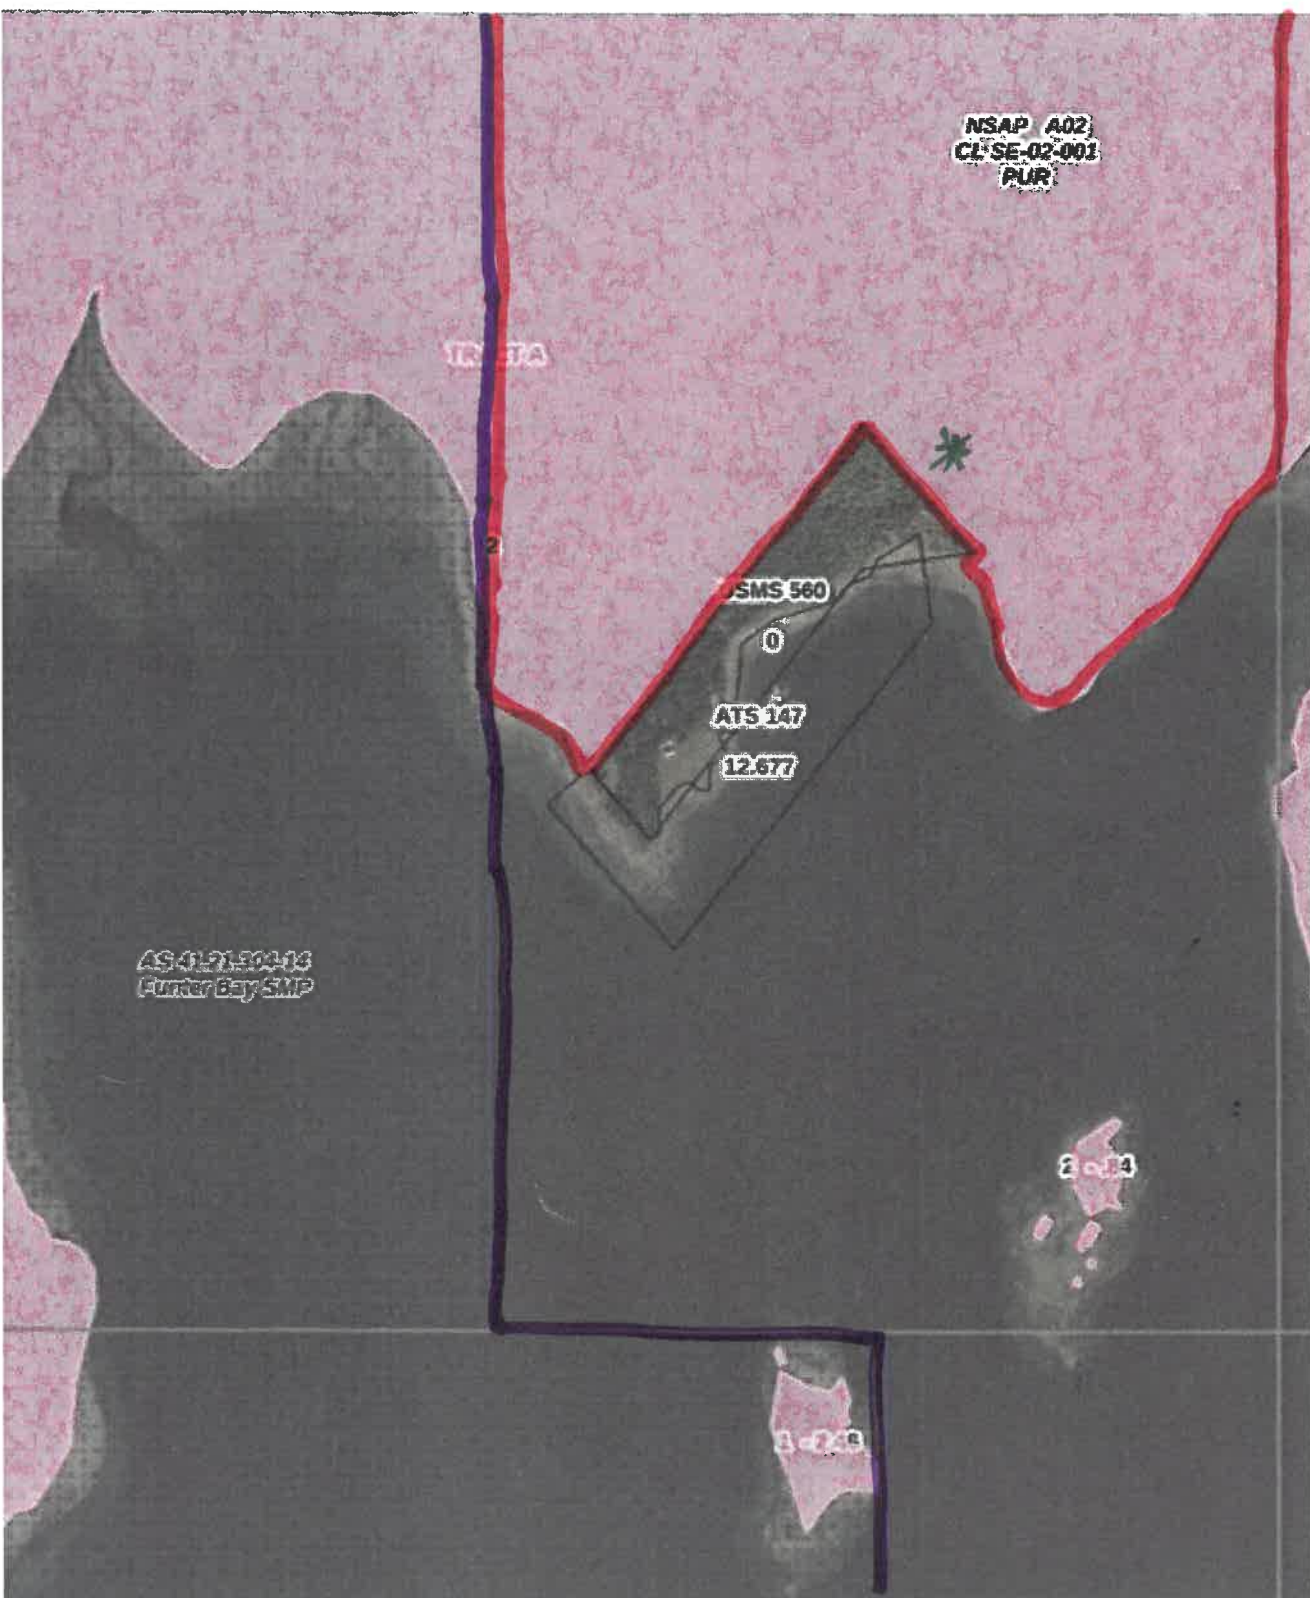 NSAP A02
CL SE-02-001
PUR
2
USMS 560
0
ATS 147
12.677
AS 41.21.304.14
Funter Bay SMP